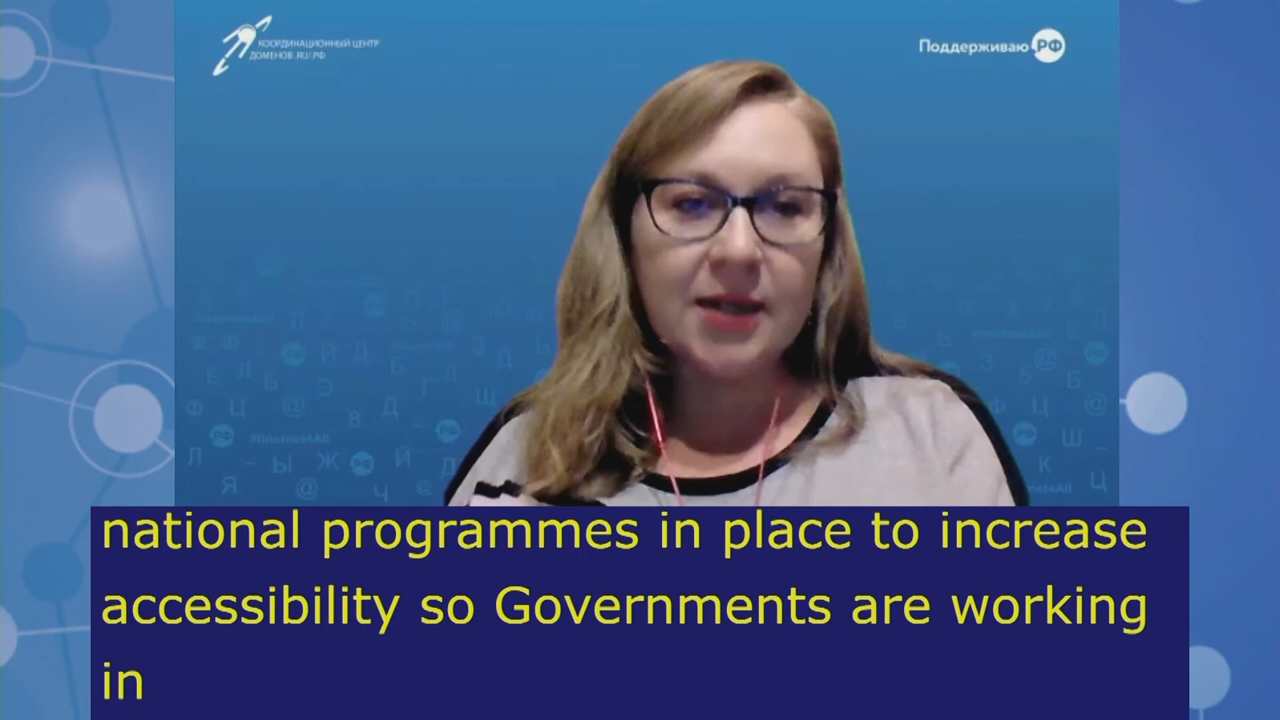 КООРДИНАЦИОННЫЙ ЦЕНТР
ДОМЕНОВ .RU/.РФ
Поддерживаю РФ
#Internet4All
national programmes in place to increase
accessibility so Governments are working
in